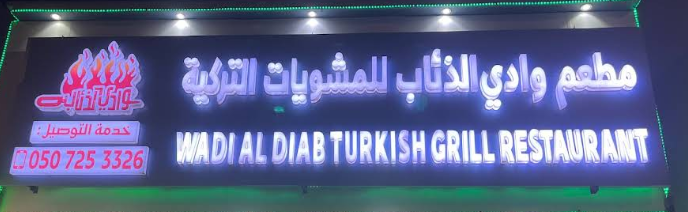 مطعم وادي الذئاب للمشويات التركية
WADI AL DIAB TURKISH GRILL RESTAURANT
وادي الذئاب
خدمة التوصيل:
050 725 3326